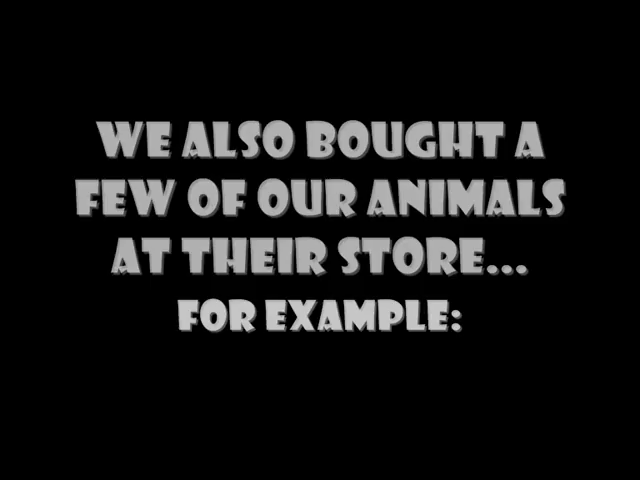 WE ALSO BOUGHT A
FEW OF OUR ANIMALS
AT THEIR STORE...
FOR EXAMPLE: